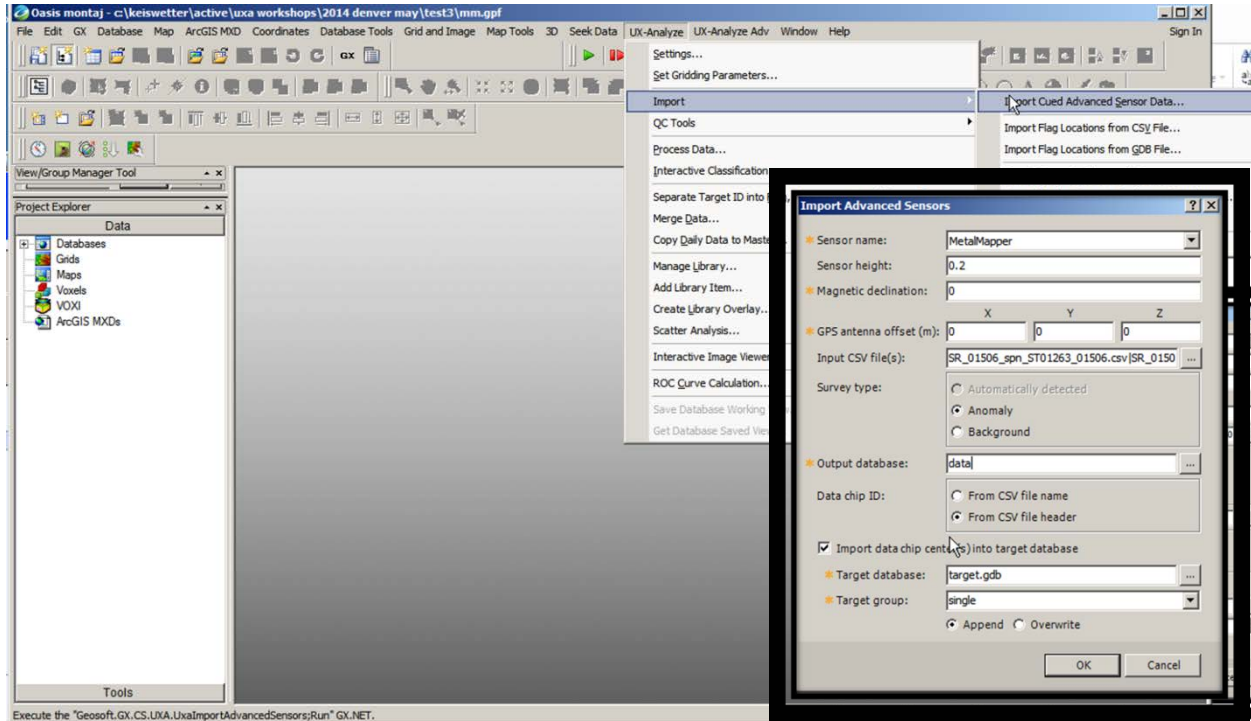 Oasis montaj - c:\keiswetter\active\uxa workshops\2014 denver may\test3\mm.gpf
File Edit GX Database Map ArcGIS MXD Coordinates Database Tools Grid and Image Map Tools 3D Seek Data UX-Analyze UX-Analyze Adv Window Help Sign In
GX
Settings...
Set Gridding Parameters...
Import
QC Tools
Process Data...
Interactive Classification
Separate Target ID into
Merge Data...
Copy Daily Data to Maste
Manage Library...
Add Library Item...
Create Library Overlay..
Scatter Analysis...
Interactive Image Viewer
ROC Curve Calculation...
Save Database Working
Get Database Saved
Import Cued Advanced Sensor Data...
Import Flag Locations from CSV File...
Import Flag Locations from GDB File...
View/Group Manager Tool
Project Explorer
Data
Databases
Grids
Maps
Voxels
VOXI
ArcGIS MXDs
Tools
Import Advanced Sensors
Sensor name: MetalMapper
Sensor height: 0.2
Magnetic declination: 0
X Y Z
GPS antenna offset (m): 0 0 0
Input CSV file(s): SR_01506_spn_ST01263_01506.csv|SR_0150 ...
Survey type: Automatically detected
Anomaly
Background
Output database: data ...
Data chip ID: From CSV file name
From CSV file header
Import data chip center(s) into target database
Target database: target.gdb ...
Target group: single
Append Overwrite
OK Cancel
Execute the "Geosoft.GX.CS.UXA.UxaImportAdvancedSensors;Run" GX.NET.